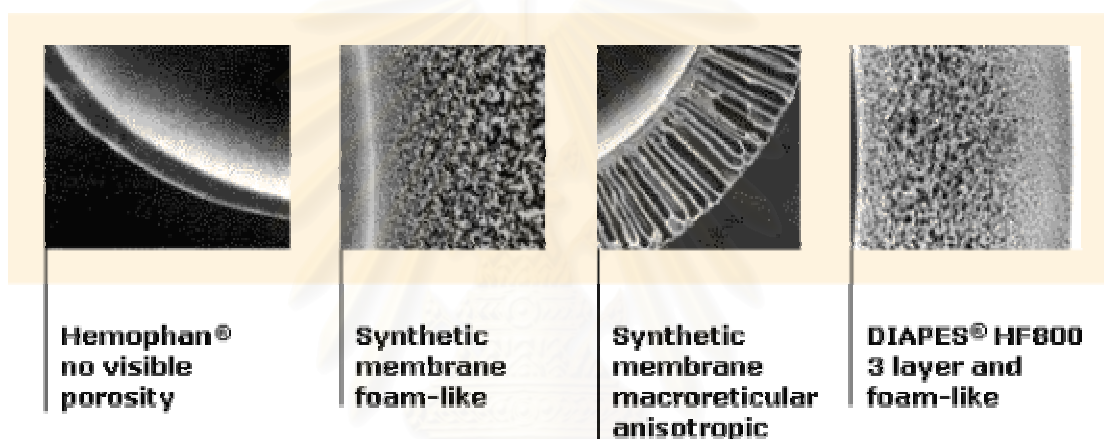 Hemophan®
no visible
porosity
Synthetic
membrane
foam-like
Synthetic
membrane
macroreticular
anisotropic
DIAPES® HF800
3 layer and
foam-like